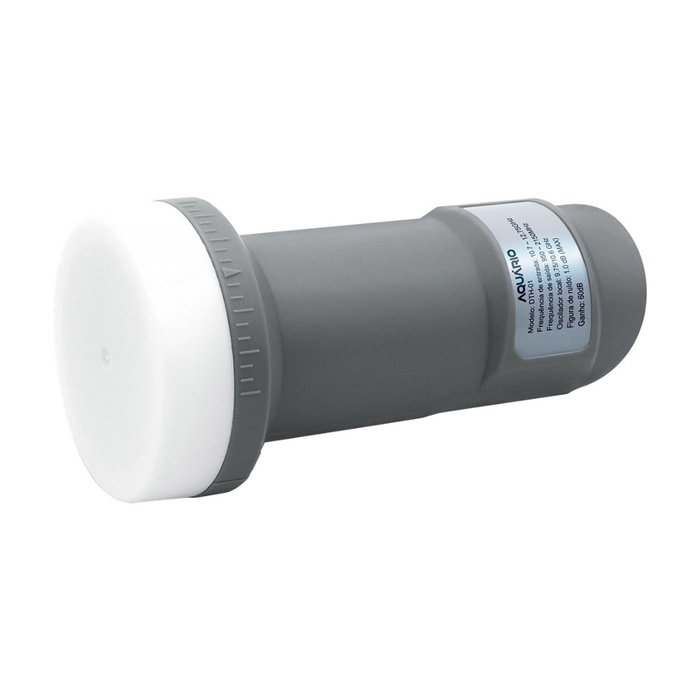 AQUÁRIO
Modelo: DTH-01
Frequência de entrada: 10.7 ~ 12.75GHz
Frequência de saída: 950 ~ 2150MHz
Oscilador local: 9.75/10.6 GHz
Figura de ruído: 1.0 dB (MAX)
Ganho: 60dB